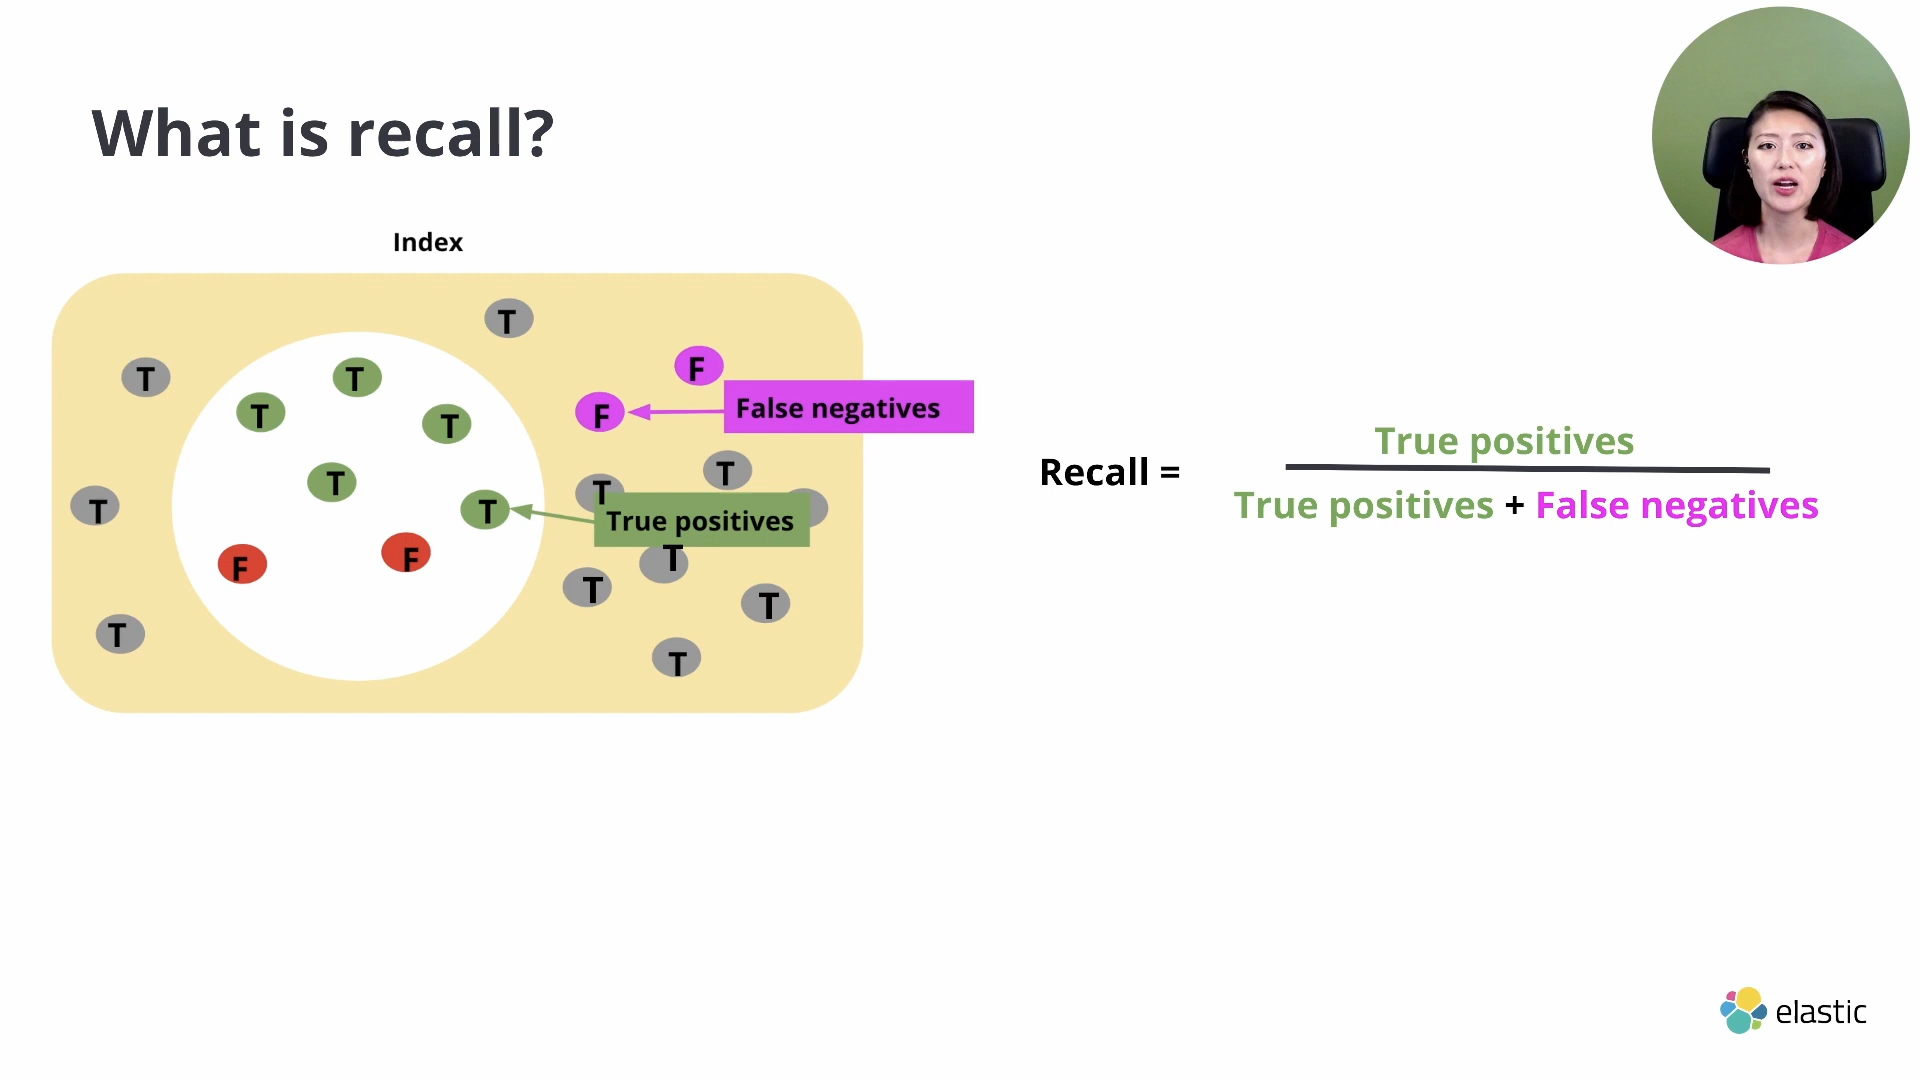 What is recall?
Index
T
F
T
T
T
F
False negatives
T
T
T
T
T
T
T
True positives
T
F
F
T
T
T
T
T
Recall =
True positives
True positives + False negatives
elastic